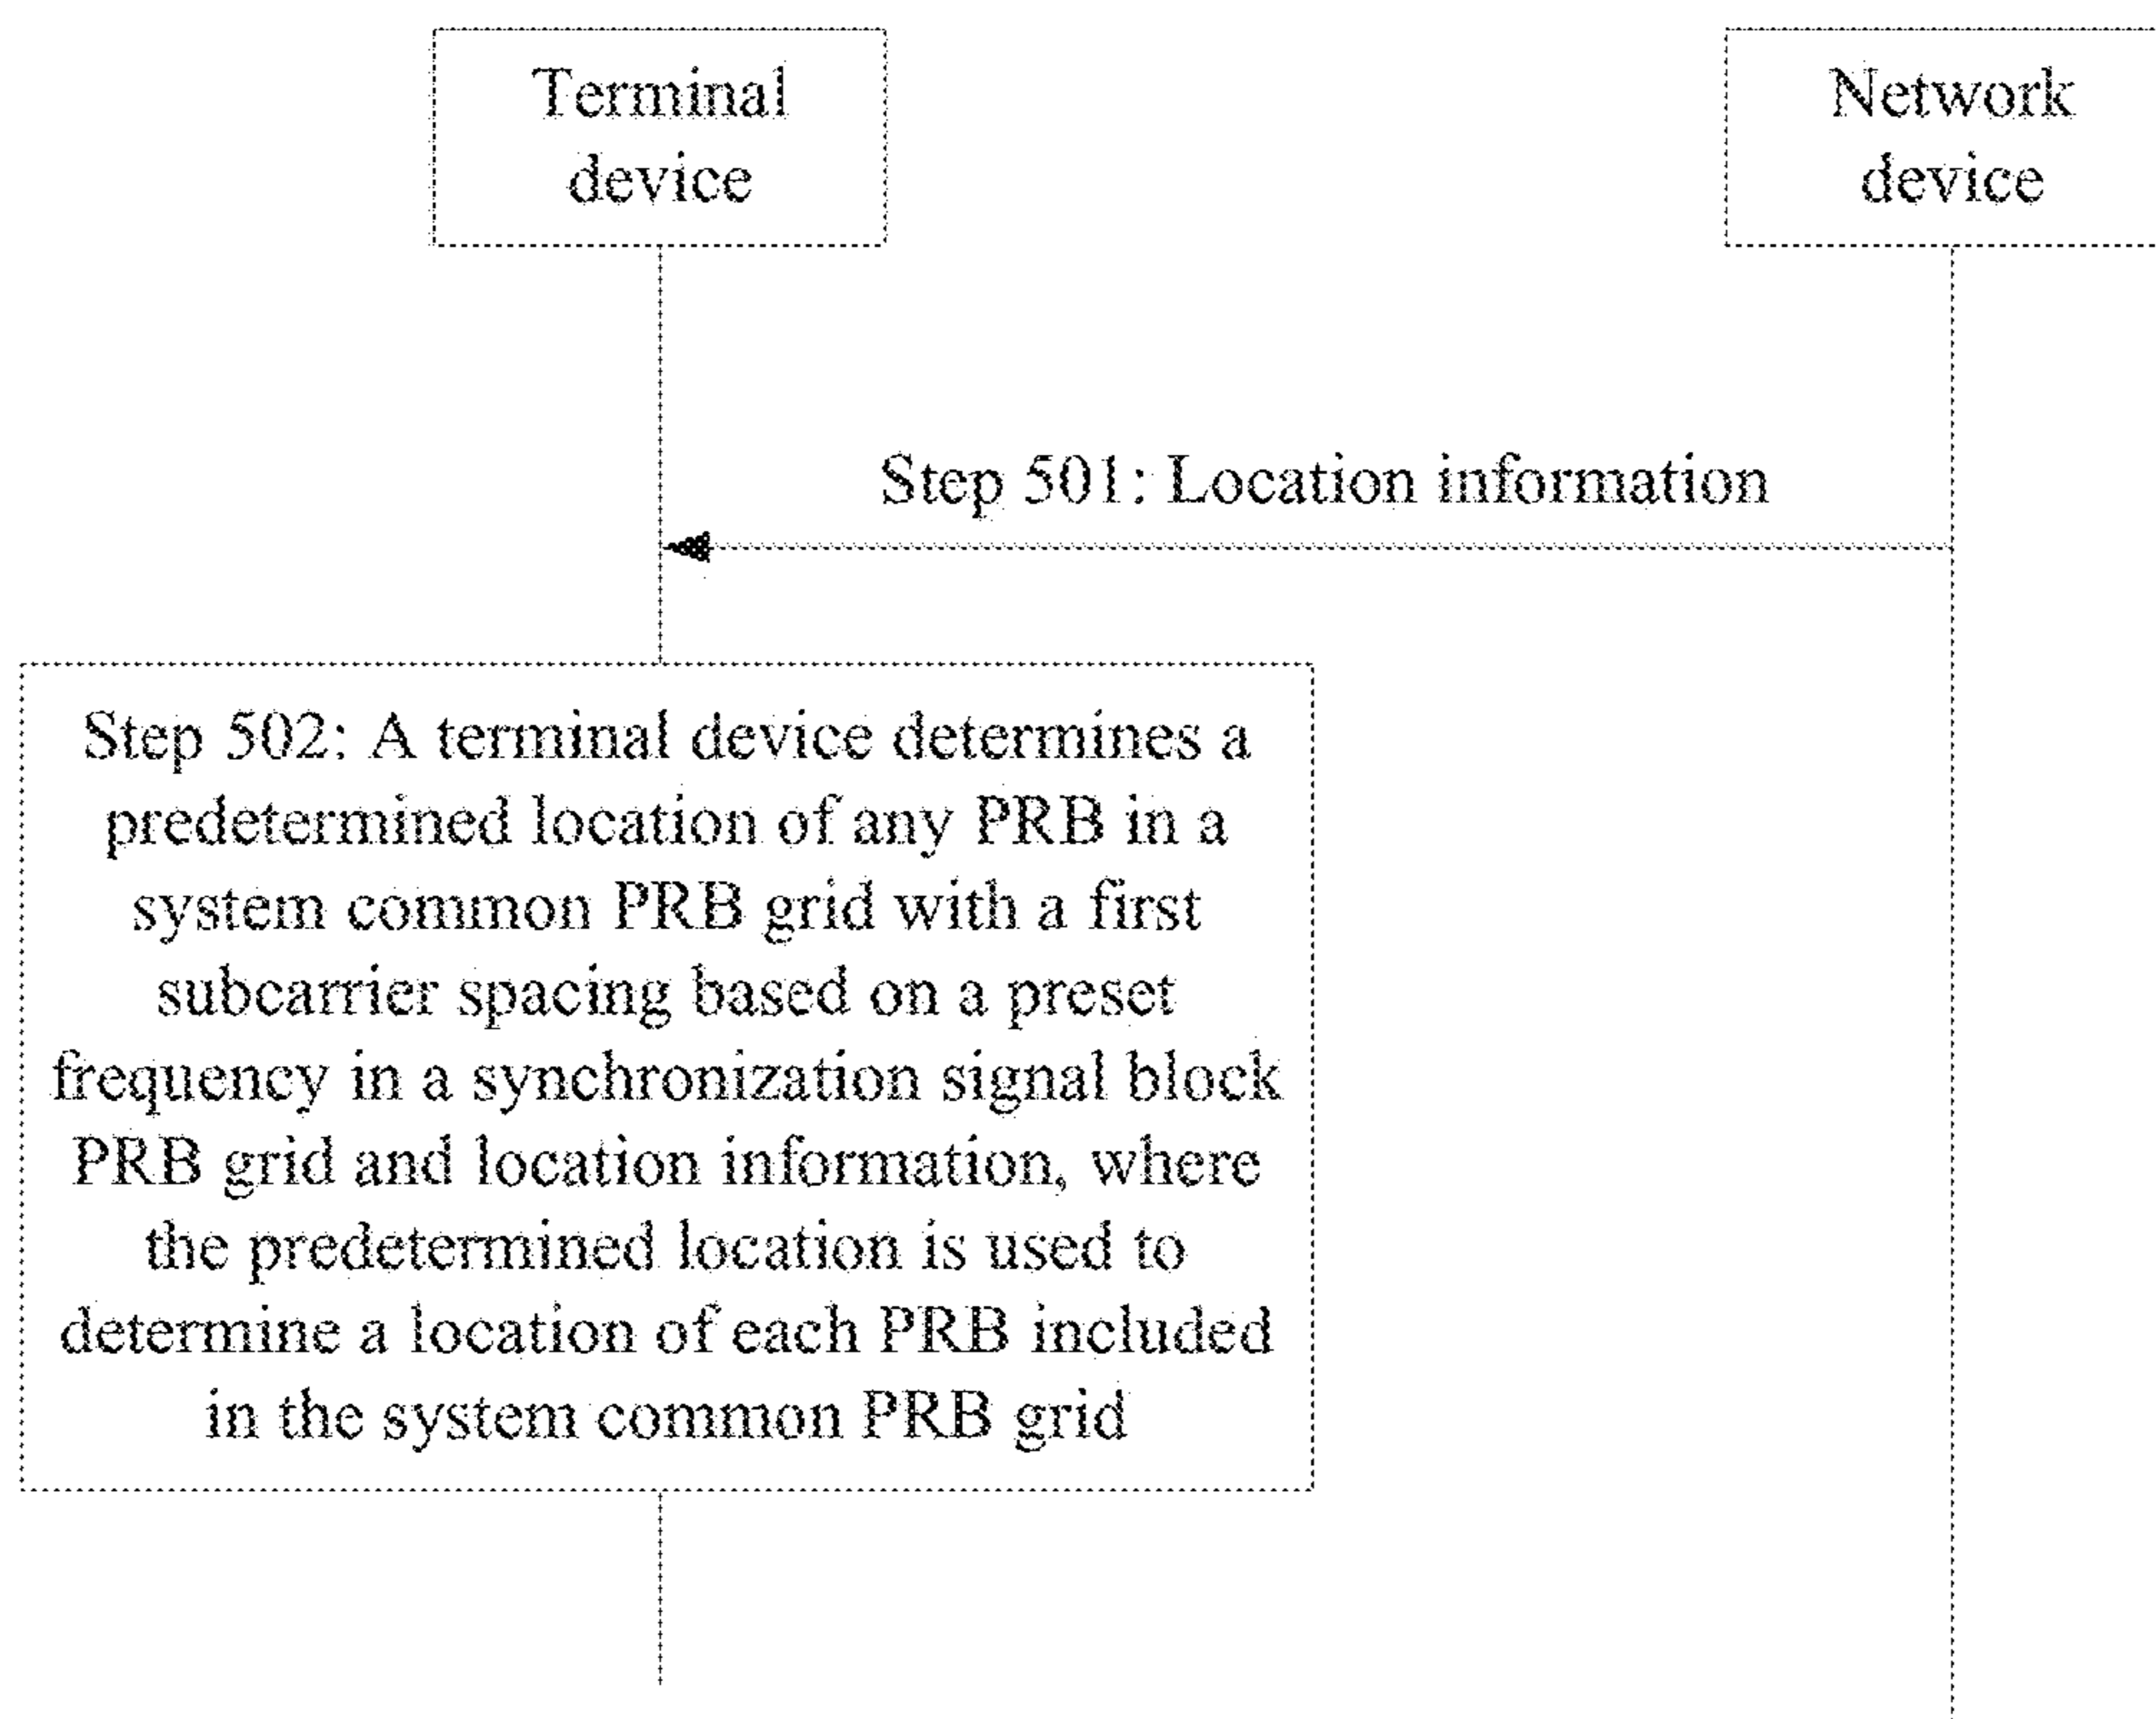 Terminal
device
Network
device
Step 501: Location information
Step 502: A terminal device determines a
predetermined location of any PRB in a
system common PRB grid with a first
subcarrier spacing based on a preset
frequency in a synchronization signal block
PRB grid and location information, where
the predetermined location is used to
determine a location of each PRB included
in the system common PRB grid